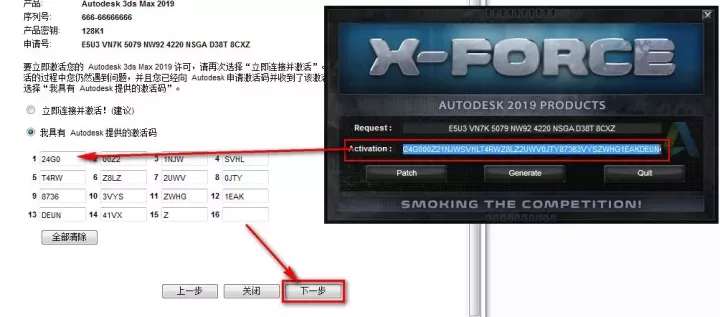 产品: Autodesk 3ds Max 2019
序列号: 666-66666666
产品密钥: 128K1
申请号: E5U3 VN7K 5079 NW92 4220 NSGA D38T 8CXZ
要立即激活您的 Autodesk 3ds Max 2019 许可，请再次选择“立即连接并激活”。
活的过程中您仍然遇到问题，并且您已经向 Autodesk 申请激活码并收到了该激
选择“我具有 Autodesk 提供的激活码”。
立即连接并激活! (建议)
我具有 Autodesk 提供的激活码
1 24G0 2 00Z2 3 1NJW 4 SVHL
5 T4RW 6 Z8LZ 7 2UWV 8 0JTY
9 8736 10 3VYS 11 ZWHG 12 1EAK
13 DEUN 14 41VX 15 Z 16
全部清除
上一步 关闭 下一步
X-FORCE
AUTODESK 2019 PRODUCTS
Request : E5U3 VN7K 5079 NW92 4220 NSGA D38T 8CXZ
Activation : 24G000Z21NJWSVHLT4RWZ8LZ2UWV0JTY87363VYSZWHG1EAKDEUN
Patch Generate Quit
SMOKING THE COMPETITION!